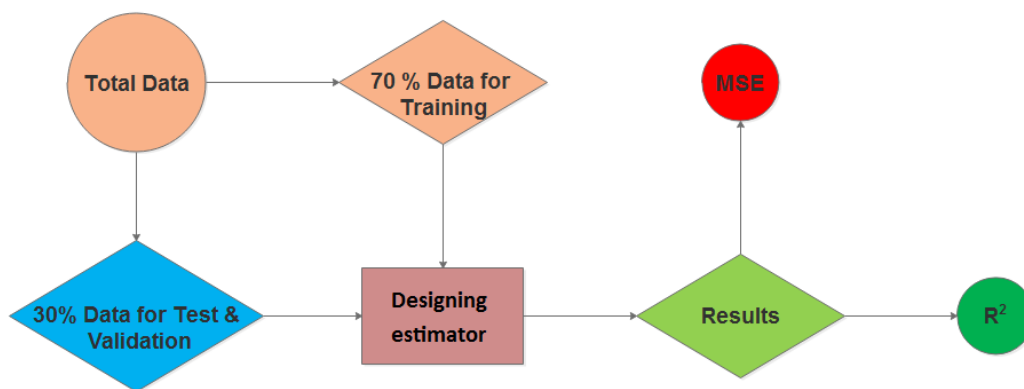 Total Data
70 % Data for
Training
MSE
30% Data for Test &
Validation
Designing
estimator
Results
R²